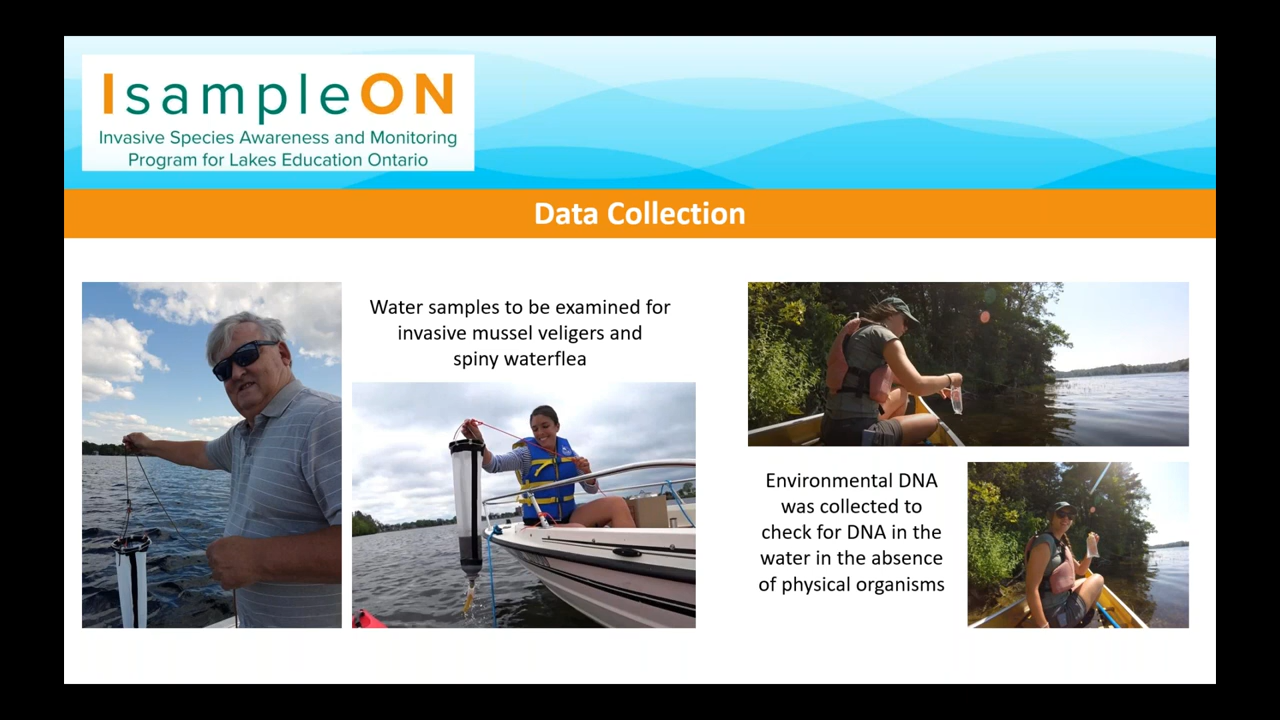 IsampleON
Invasive Species Awareness and Monitoring
Program for Lakes Education Ontario
Data Collection
Water samples to be examined for
invasive mussel veligers and
spiny waterflea
Environmental DNA
was collected to
check for DNA in the
water in the absence
of physical organisms